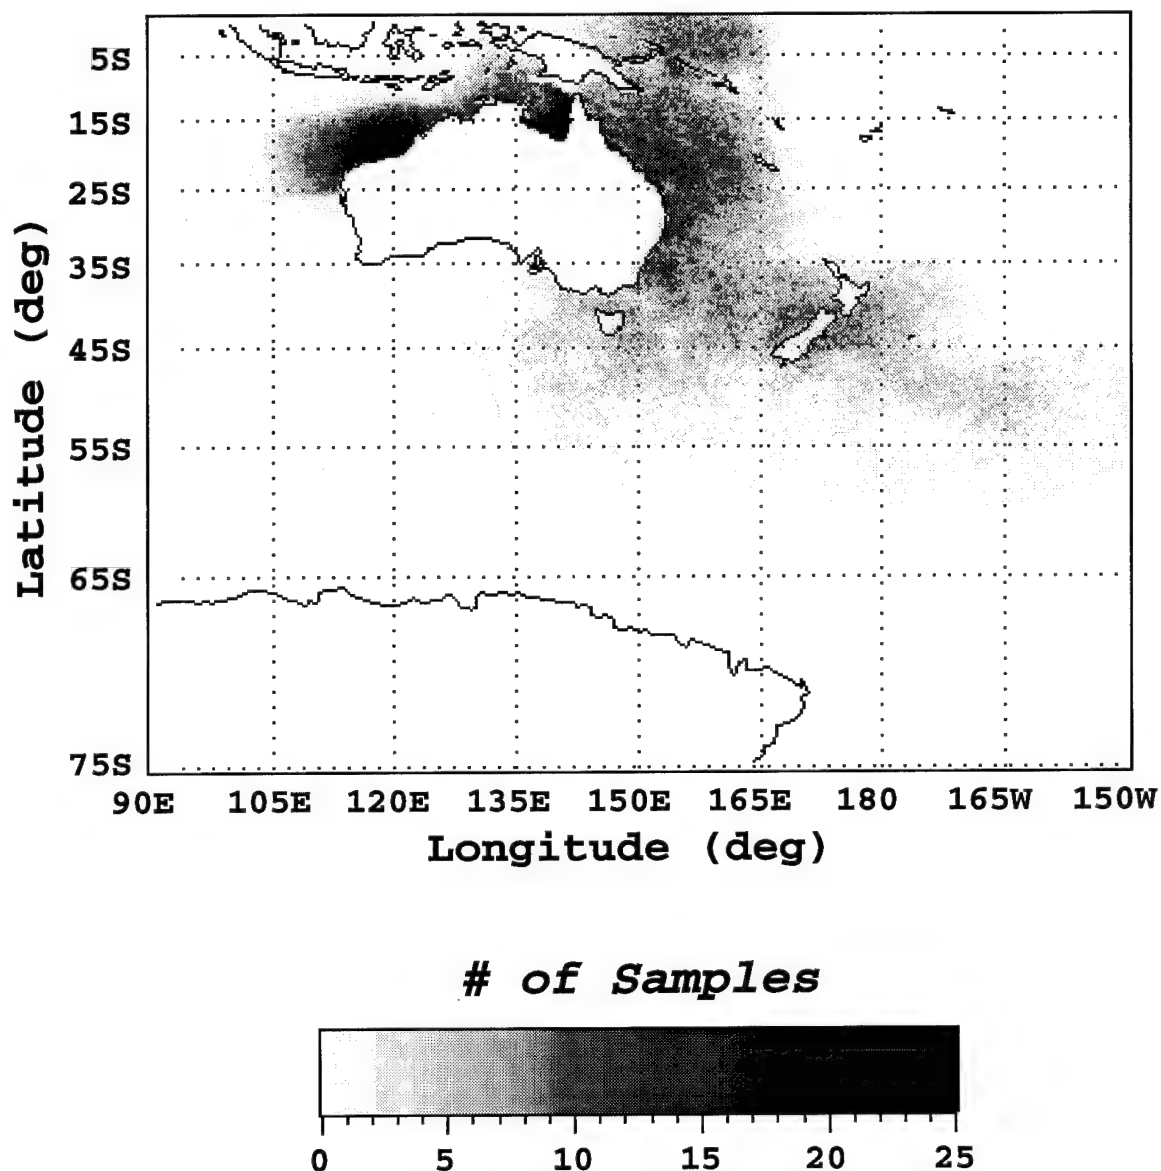 5S
15S
25S
35S
45S
55S
65S
75S
Latitude (deg)
90E 105E 120E 135E 150E 165E 180 165W 150W
Longitude (deg)
# of Samples
0 5 10 15 20 25